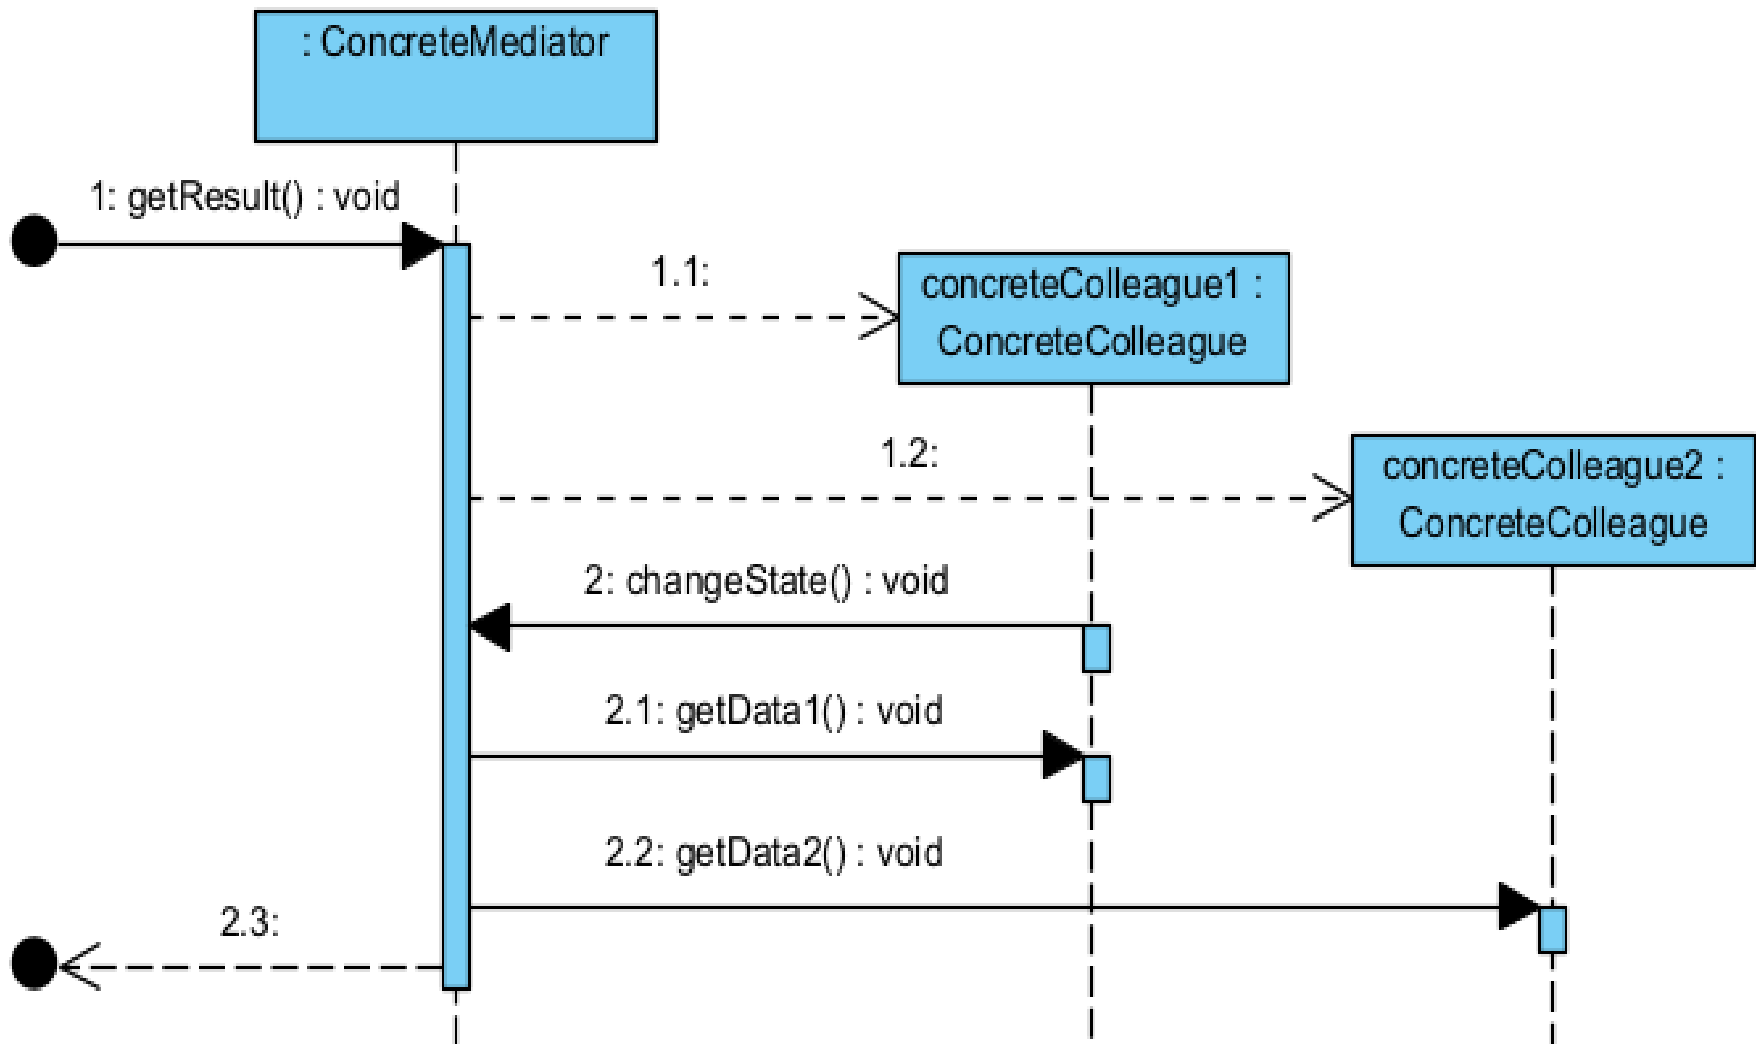 : ConcreteMediator
1: getResult() : void
1.1:
concreteColleague1 :
ConcreteColleague
1.2:
concreteColleague2 :
ConcreteColleague
2: changeState() : void
2.1: getData1() : void
2.2: getData2() : void
2.3: